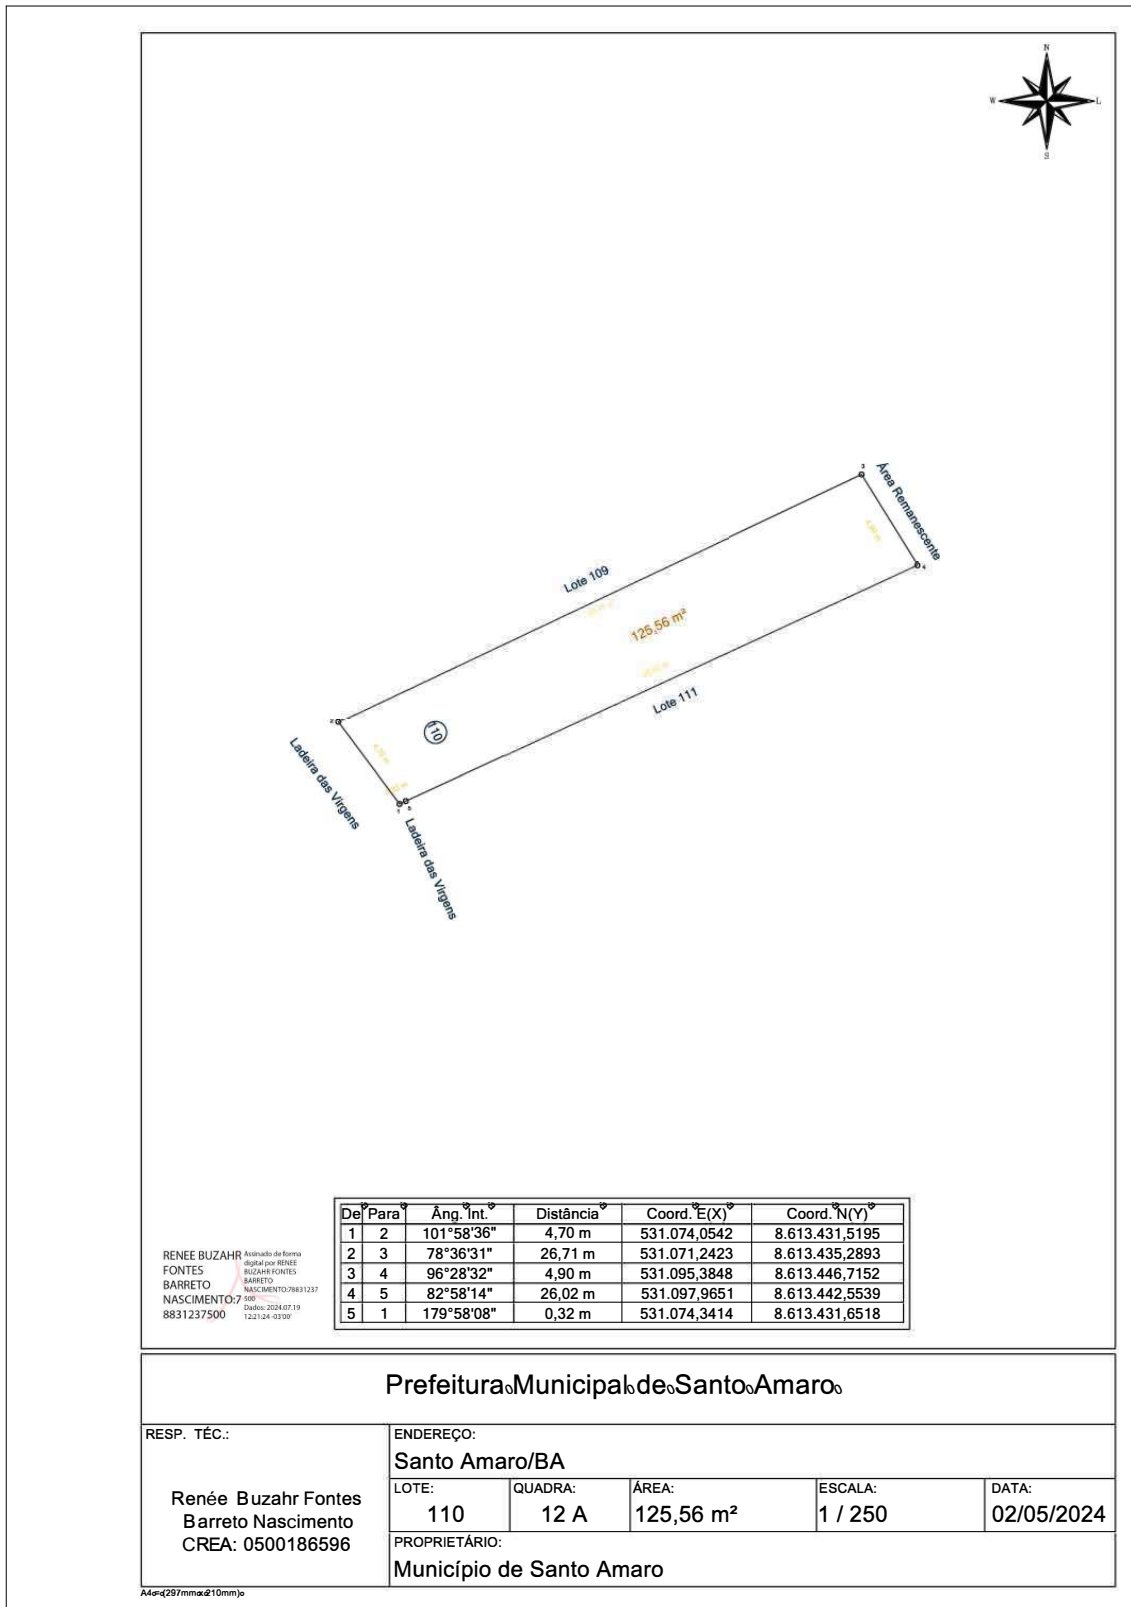 N
W
L
S
3
Área Remanescente
4,90 m
4
Lote 109
125,56 m²
Lote 111
2
110
4,70 m
Ladeira das Virgens
1
5
Ladeira das Virgens
De Para Âng. Int. Distância Coord. E(X) Coord. N(Y)
1 2 101°58'36" 4,70 m 531.074,0542 8.613.431,5195
2 3 78°36'31" 26,71 m 531.071,2423 8.613.435,2893
3 4 96°28'32" 4,90 m 531.095,3848 8.613.446,7152
4 5 82°58'14" 26,02 m 531.097,9651 8.613.442,5539
5 1 179°58'08" 0,32 m 531.074,3414 8.613.431,6518
RENEE BUZAHR
FONTES
BARRETO
NASCIMENTO:7
8831237500
Assinado de forma
digital por RENEE
BUZAHR FONTES
BARRETO
NASCIMENTO:78831237
500
Dados: 2024.07.19
12:21:24 -03'00'
Prefeitura Municipal de Santo Amaro
RESP. TÉC.:
Renée Buzahr Fontes
Barreto Nascimento
CREA: 0500186596
ENDEREÇO:
Santo Amaro/BA
LOTE: QUADRA: ÁREA: ESCALA: DATA:
110 12 A 125,56 m² 1 / 250 02/05/2024
PROPRIETÁRIO:
Município de Santo Amaro
A4 (297mm x 210mm)